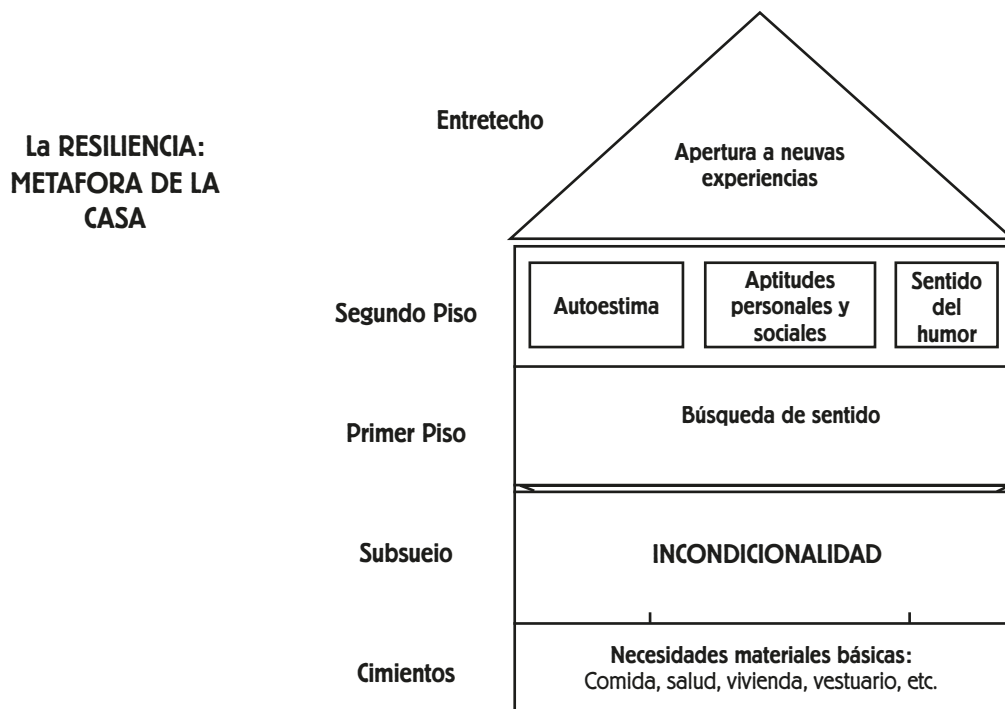 La RESILIENCIA:
METAFORA DE LA
CASA
Entretecho
Apertura a neuvas
experiencias
Segundo Piso
Autoestima
Aptitudes
personales y
sociales
Sentido
del
humor
Primer Piso
Búsqueda de sentido
Subsueio
INCONDICIONALIDAD
Cimientos
Necesidades materiales básicas:
Comida, salud, vivienda, vestuario, etc.